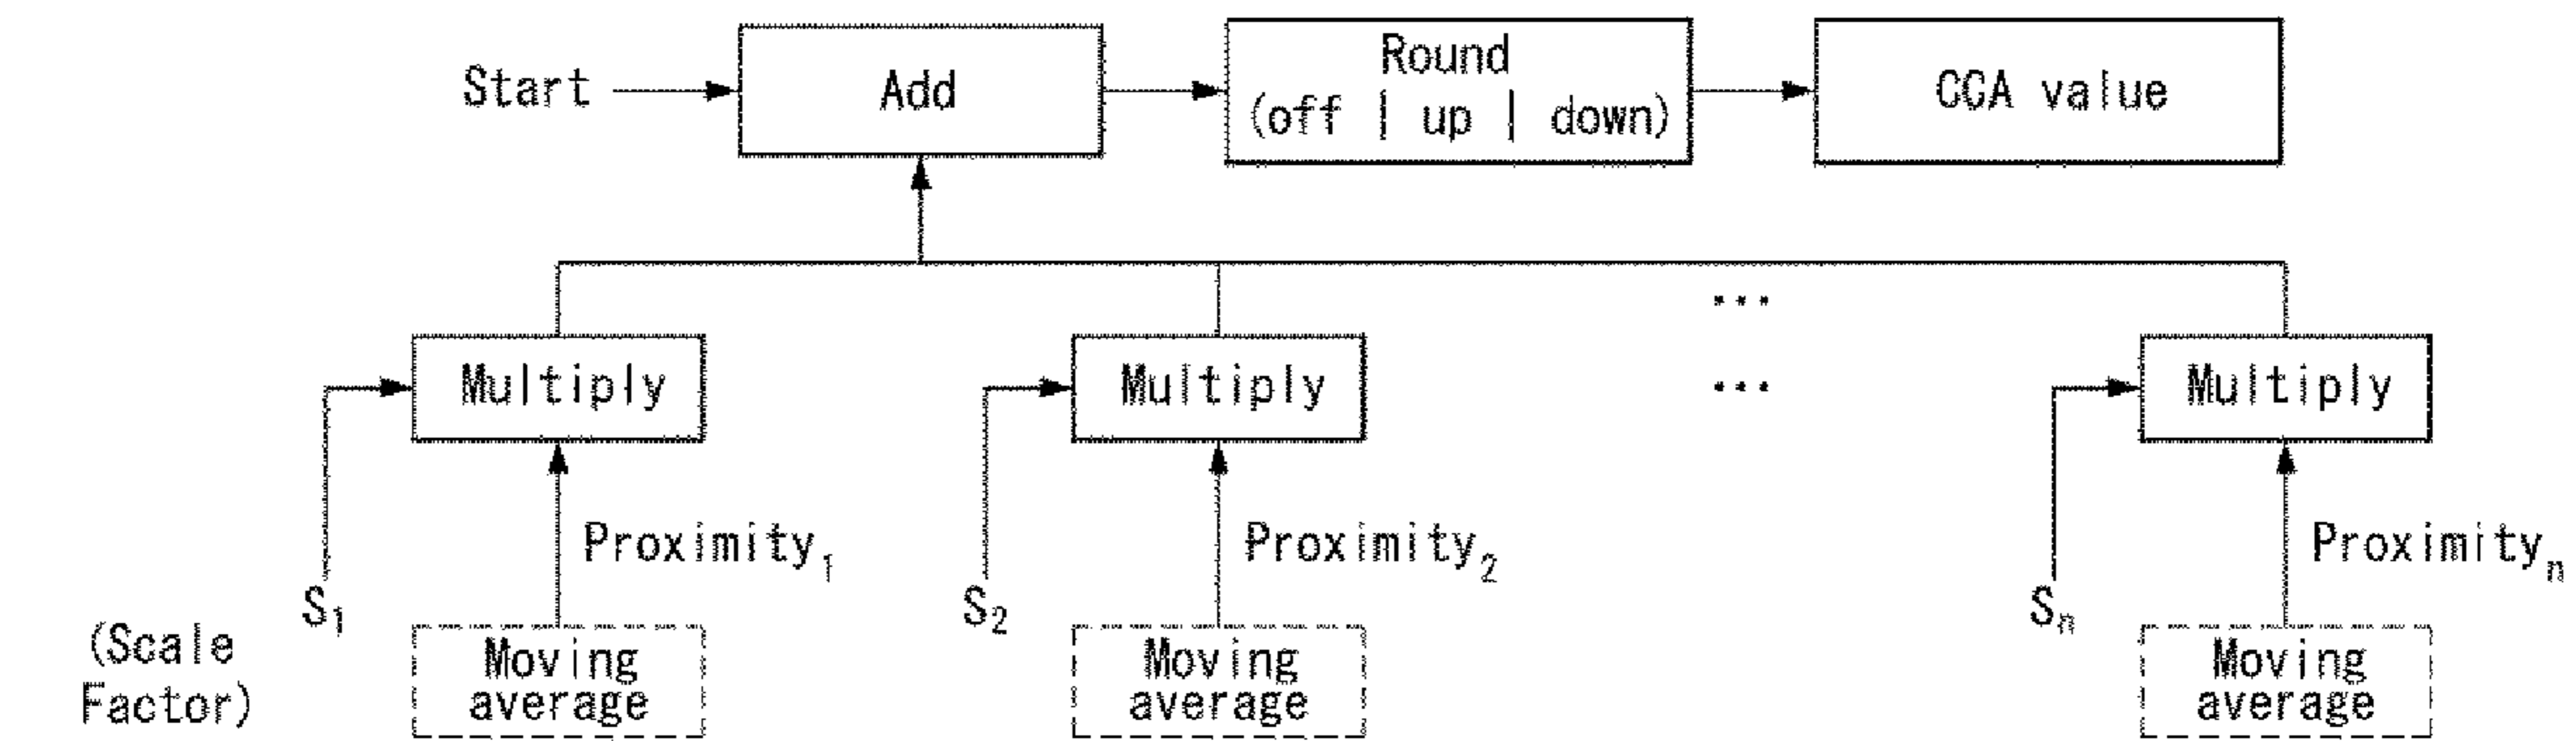 Start
Add
Round
(off | up | down)
CCA value
...
Multiply
Multiply
...
Multiply
Proximity₁
Proximity₂
Proximityₙ
S₁
S₂
Sₙ
(Scale
Factor)
Moving
average
Moving
average
Moving
average